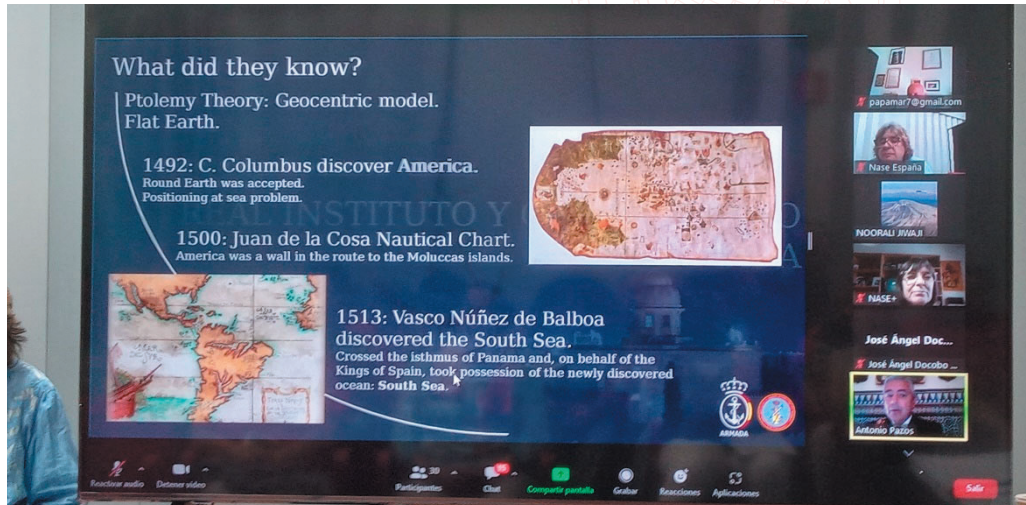 What did they know?
Ptolemy Theory: Geocentric model.
Flat Earth.
1492: C. Columbus discover America.
Round Earth was accepted.
Positioning at sea problem.
REAL INSTITUTO Y
1500: Juan de la Cosa Nautical Chart.
America was a wall in the route to the Moluccas islands.
1513: Vasco Núñez de Balboa
discovered the South Sea.
Crossed the isthmus of Panama and, on behalf of the
Kings of Spain, took possession of the newly discovered
ocean: South Sea.
ARMADA
papamar7@gmail.com
Nase España
NOORALI JIWAJI
NASE+
José Ángel Doc...
José Ángel Docobo ...
Antonio Pazos
Reactivar audio
Detener video
30
Participantes
Chat
Compartir pantalla
Grabar
Reacciones
Aplicaciones
Salir